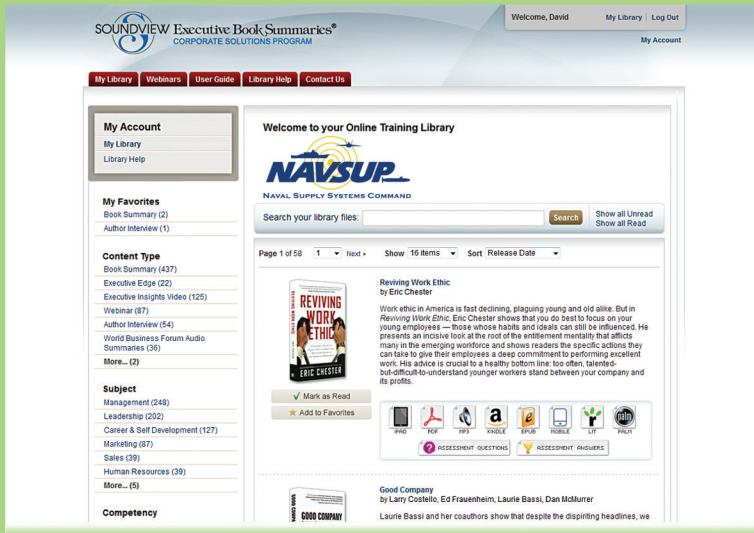 SOUNDVIEW Executive Book Summaries®
CORPORATE SOLUTIONS PROGRAM
Welcome, David
My Library | Log Out
My Account
My Library
Webinars
User Guide
Library Help
Contact Us
My Account
My Library
Library Help
My Favorites
Book Summary (2)
Author Interview (1)
Content Type
Book Summary (437)
Executive Edge (22)
Executive Insights Video (125)
Webinar (87)
Author Interview (54)
World Business Forum Audio
Summaries (36)
More... (2)
Subject
Management (248)
Leadership (202)
Career & Self Development (127)
Marketing (87)
Sales (39)
Human Resources (39)
More... (5)
Competency
Welcome to your Online Training Library
NAVSUP
NAVAL SUPPLY SYSTEMS COMMAND
Search your library files:
Search
Show all Unread
Show all Read
Page 1 of 58
1
Next
Show
16 items
Sort
Release Date
REVIVING
WORK
ETHIC
ERIC CHESTER
REVIVING WORK ETHIC
Mark as Read
Add to Favorites
Reviving Work Ethic
by Eric Chester
Work ethic in America is fast declining, plaguing young and old alike. But in
Reviving Work Ethic, Eric Chester shows that you do best to focus on your
young employees — those whose habits and ideals can still be influenced. He
presents an incisive look at the root of the entitlement mentality that afflicts
many in the emerging workforce and shows readers the specific actions they
can take to give their employees a deep commitment to performing excellent
work. His advice is crucial to a healthy bottom line: too often, talented-
but-difficult-to-understand younger workers stand between your company and
its profits.
IPAD
PDF
MP3
KINDLE
EPUB
MOBILE
LIT
palm
PALM
ASSESSMENT QUESTIONS
ASSESSMENT ANSWERS
GOOD COMPANY
GOOD COMPANY
Good Company
by Larry Costello, Ed Frauenheim, Laurie Bassi, Dan McMurrer
Laurie Bassi and her coauthors show that despite the dispiriting headlines, we